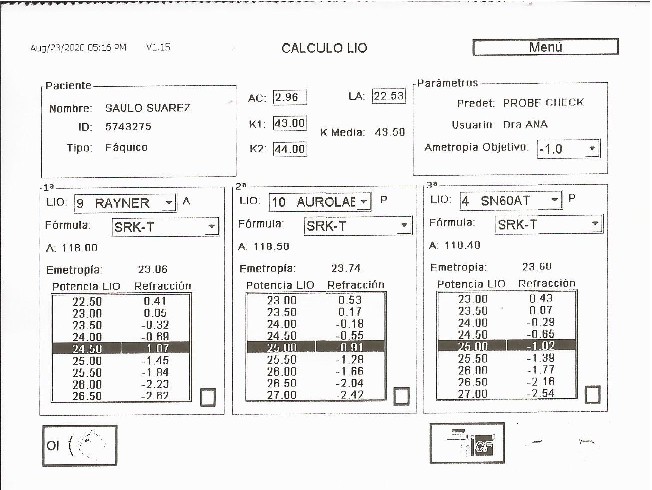 Aug/23/2020 05:16 PM V1.15
CALCULO LIO
Menú
Paciente
Nombre: SAULO SUAREZ
ID: 5743275
Tipo: Fáquico
AC: 2.96 LA: 22.53
K1: 43.00
K Media: 43.50
K2: 44.00
Parámetros
Predet: PROBE CHECK
Usuario: Dra ANA
Ametropia Objetivo: -1.0
1ª
LIO: 9 RAYNER A
Fórmula: SRK-T
A: 118.00
Emetropía: 23.06
Potencia LIO Refracción
22.50 0.41
23.00 0.05
23.50 -0.32
24.00 -0.69
24.50 -1.07
25.00 -1.45
25.50 -1.84
26.00 -2.23
26.50 -2.62
2ª
LIO: 10 AUROLAB P
Fórmula: SRK-T
A: 118.50
Emetropía: 23.74
Potencia LIO Refracción
23.00 0.53
23.50 0.17
24.00 -0.18
24.50 -0.55
25.00 -0.91
25.50 -1.28
26.00 -1.66
26.50 -2.04
27.00 -2.42
3ª
LIO: 4 SN60AT P
Fórmula: SRK-T
A: 118.40
Emetropía: 23.60
Potencia LIO Refracción
23.00 0.43
23.50 0.07
24.00 -0.29
24.50 -0.65
25.00 -1.02
25.50 -1.39
26.00 -1.77
26.50 -2.16
27.00 -2.54
OI